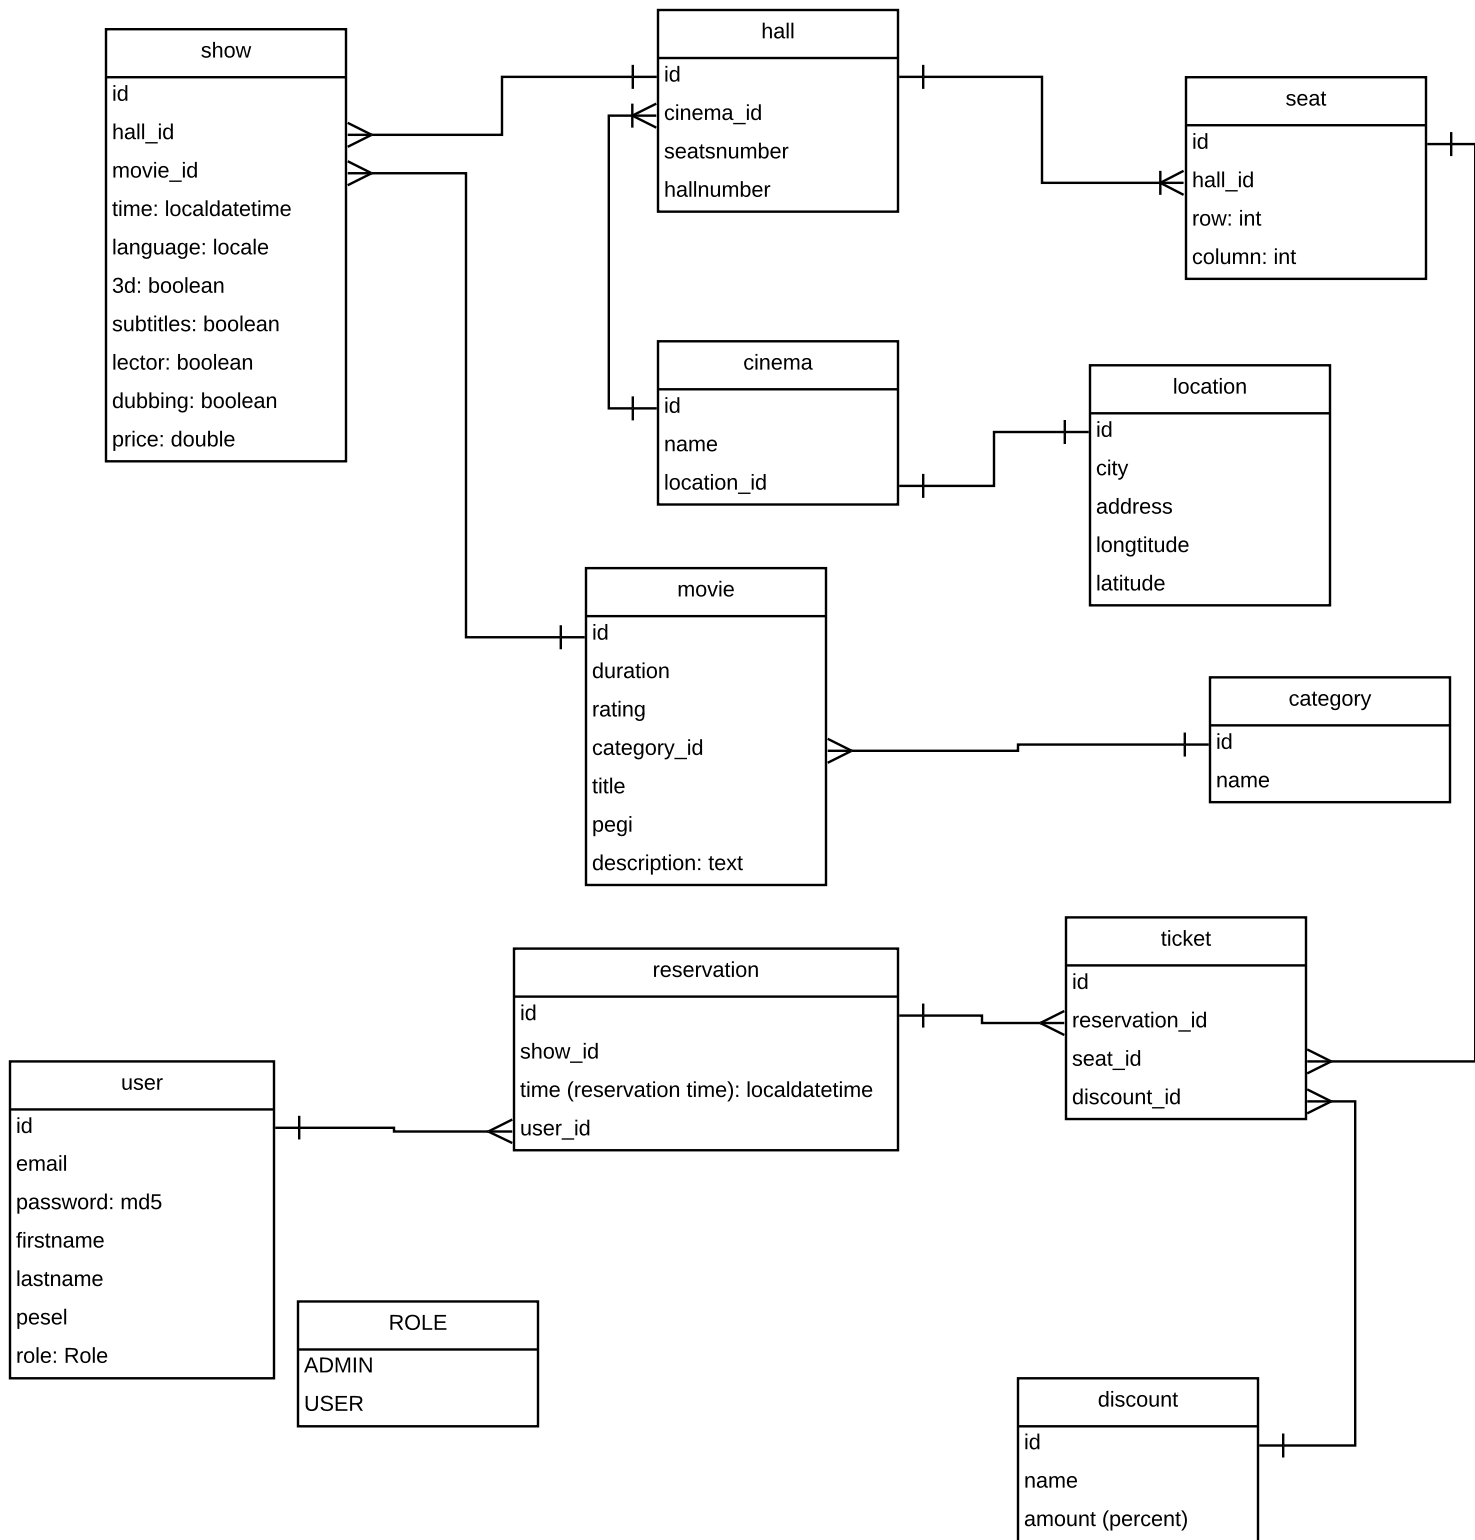 show
id
hall_id
movie_id
time: localdatetime
language: locale
3d: boolean
subtitles: boolean
lector: boolean
dubbing: boolean
price: double
hall
id
cinema_id
seatsnumber
hallnumber
seat
id
hall_id
row: int
column: int
cinema
id
name
location_id
location
id
city
address
longtitude
latitude
movie
id
duration
rating
category_id
title
pegi
description: text
category
id
name
reservation
id
show_id
time (reservation time): localdatetime
user_id
ticket
id
reservation_id
seat_id
discount_id
user
id
email
password: md5
firstname
lastname
pesel
role: Role
ROLE
ADMIN
USER
discount
id
name
amount (percent)